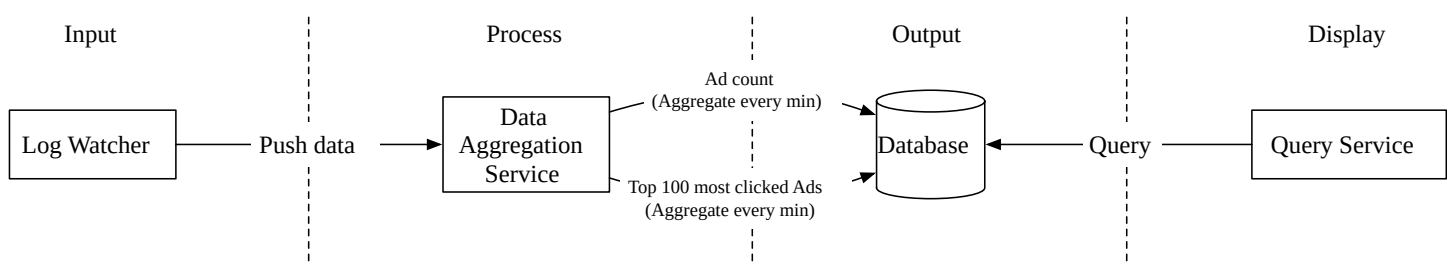 Input
Process
Output
Display
Log Watcher
Push data
Data
Aggregation
Service
Ad count
(Aggregate every min)
Top 100 most clicked Ads
(Aggregate every min)
Database
Query
Query Service